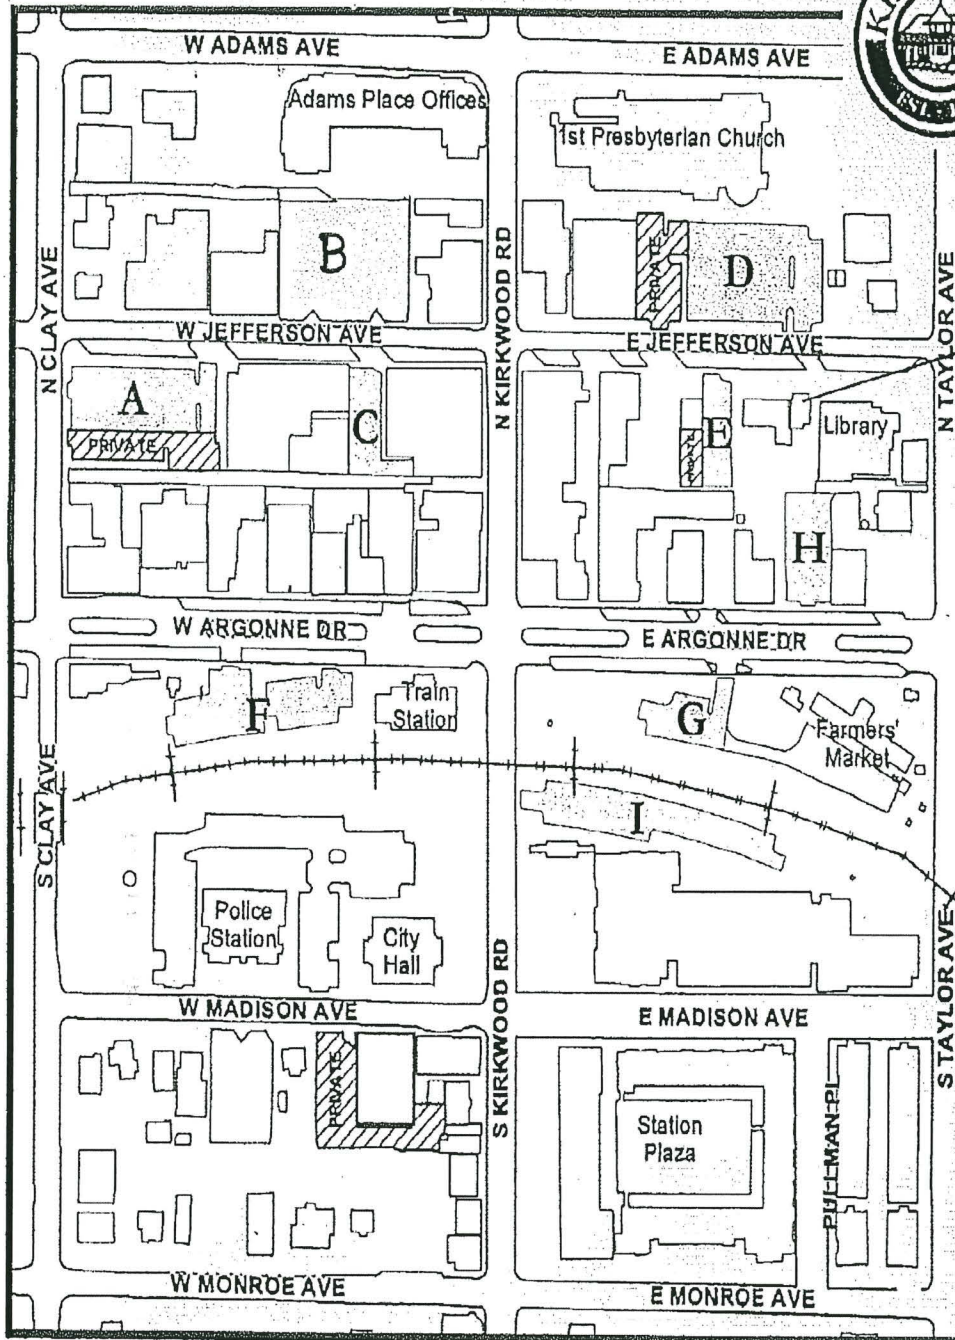 W ADAMS AVE
E ADAMS AVE
Adams Place Offices
1st Presbyterian Church
N CLAY AVE
B
N KIRKWOOD RD
PRIVATE
D
N TAYLOR AVE
W JEFFERSON AVE
E JEFFERSON AVE
A
PRIVATE
C
E
PRIVATE
Library
H
W ARGONNE DR
E ARGONNE DR
F
Train
Station
G
Farmers'
Market
S CLAY AVE
I
Police
Station
City
Hall
S KIRKWOOD RD
S TAYLOR AVE
W MADISON AVE
E MADISON AVE
PRIVATE
Station
Plaza
PULLMAN PL
W MONROE AVE
E MONROE AVE